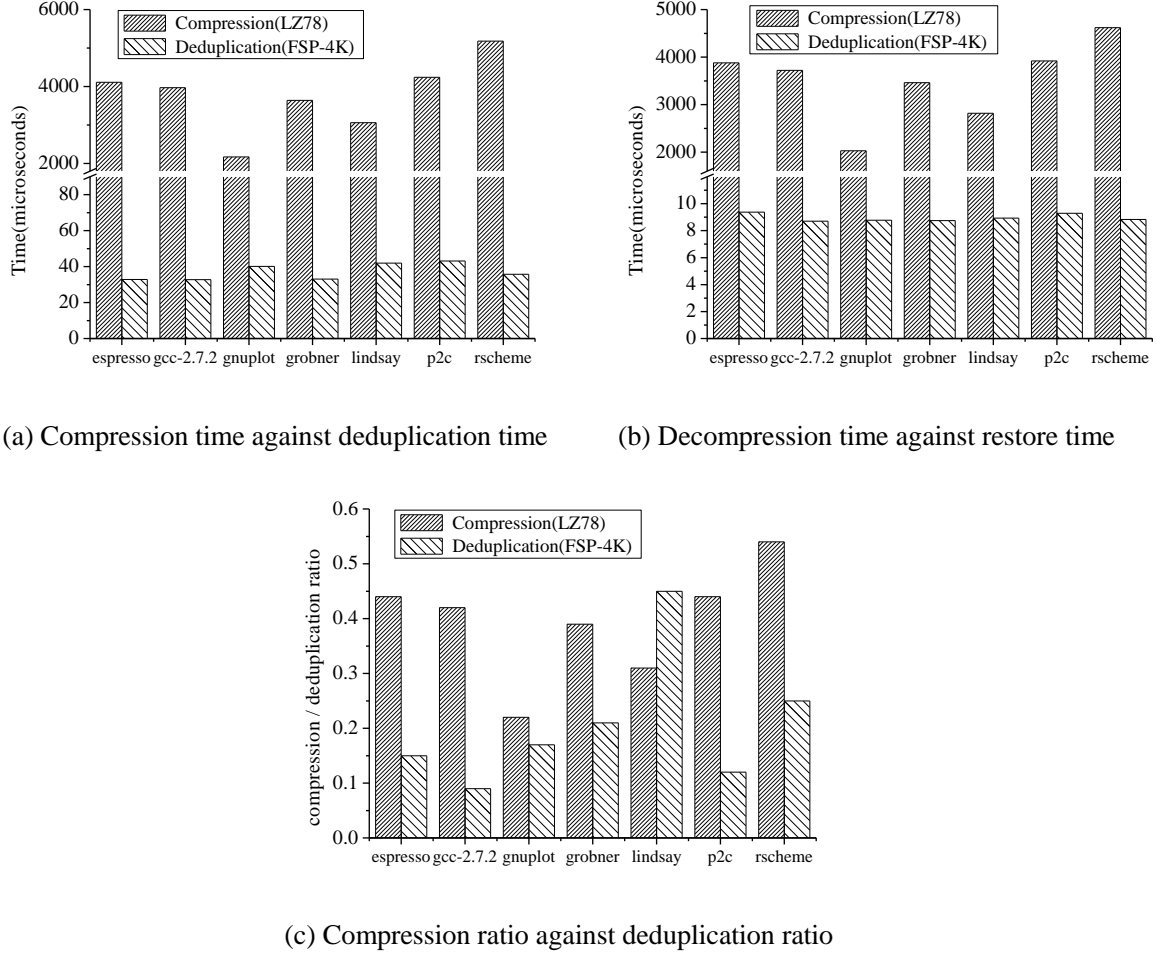 6000
4000
2000
80
60
40
20
0
Time(microseconds)
Compression(LZ78)
Deduplication(FSP-4K)
espresso gcc-2.7.2 gnuplot grobner lindsay p2c rscheme
(a) Compression time against deduplication time
5000
4000
3000
2000
10
8
6
4
2
0
Time(microseconds)
Compression(LZ78)
Deduplication(FSP-4K)
espresso gcc-2.7.2 gnuplot grobner lindsay p2c rscheme
(b) Decompression time against restore time
0.6
0.5
0.4
0.3
0.2
0.1
0.0
compression / deduplication ratio
Compression(LZ78)
Deduplication(FSP-4K)
espresso gcc-2.7.2 gnuplot grobner lindsay p2c rscheme
(c) Compression ratio against deduplication ratio